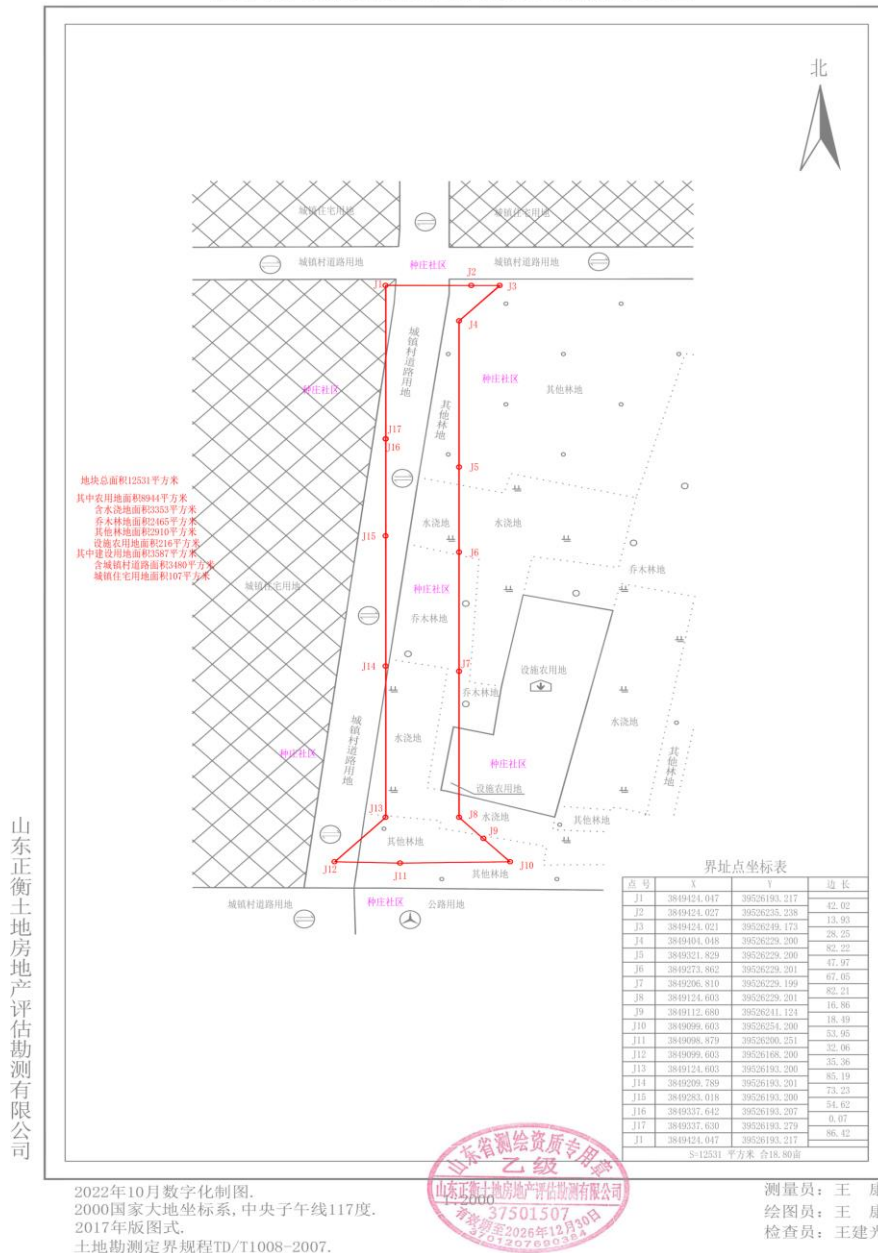 北
城镇住宅用地
城镇住宅用地
城镇村道路用地
种庄社区
城镇村道路用地
J1
J2
J3
J4
城镇村道路用地
种庄社区
种庄社区
其他林地
其他林地
J17
J16
J5
地块总面积12531平方米
其中农用地面积8944平方米
含水浇地面积3353平方米
乔木林地面积2465平方米
其他林地面积2910平方米
设施农用地面积216平方米
其中建设用地面积3587平方米
含城镇村道路面积3480平方米
城镇住宅用地面积107平方米
水浇地
水浇地
J15
J6
乔木林地
城镇住宅用地
种庄社区
乔木林地
J14
J7
设施农用地
乔木林地
水浇地
水浇地
城镇村道路用地
种庄社区
种庄社区
其他林地
设施农用地
J13
J8
水浇地
其他林地
J9
其他林地
J12
J11
J10
其他林地
城镇村道路用地
种庄社区
公路用地
界址点坐标表
点 号 X Y 边 长
J1 3849424.047 39526193.217
42.02
J2 3849424.027 39526235.238
13.93
J3 3849424.021 39526249.173
28.25
J4 3849404.048 39526229.200
82.22
J5 3849321.829 39526229.200
47.97
J6 3849273.862 39526229.201
67.05
J7 3849206.810 39526229.199
82.21
J8 3849124.603 39526229.201
16.86
J9 3849112.680 39526241.124
18.49
J10 3849099.603 39526254.200
53.95
J11 3849098.879 39526200.251
32.06
J12 3849099.603 39526168.200
35.36
J13 3849124.603 39526193.200
85.19
J14 3849209.789 39526193.201
73.23
J15 3849283.018 39526193.200
54.62
J16 3849337.642 39526193.207
0.07
J17 3849337.630 39526193.279
86.42
J1 3849424.047 39526193.217
S=12531 平方米 合18.80亩
山东正衡土地房地产评估勘测有限公司
2022年10月数字化制图.
2000国家大地坐标系,中央子午线117度.
2017年版图式.
土地勘测定界规程TD/T1008-2007.
1:2000
山东省测绘资质专用章
乙级
山东正衡土地房地产评估勘测有限公司
37501507
有效期至2026年12月30日
测量员：王
绘图员：王
检查员：王建